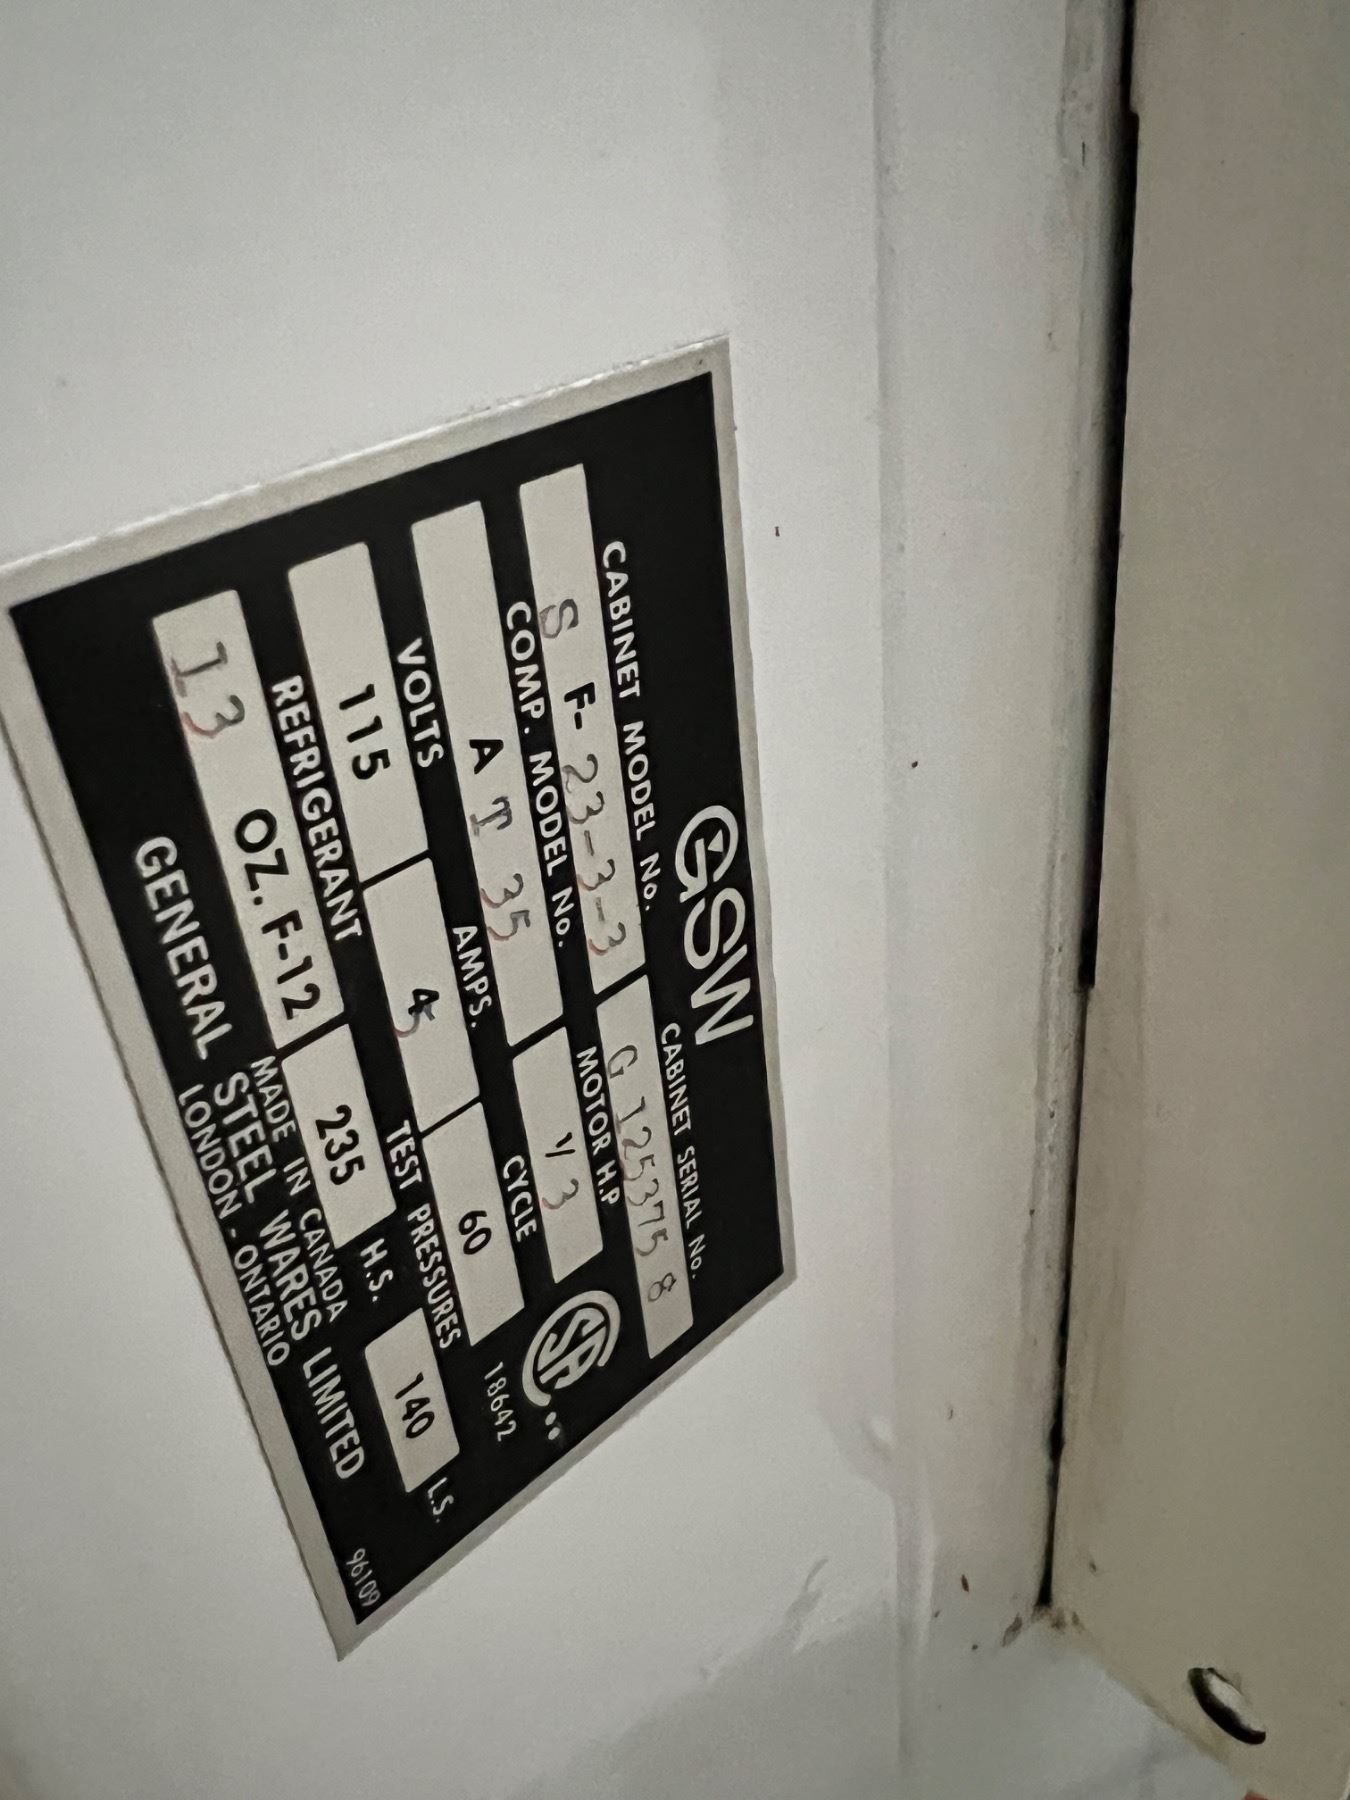 GSW
CABINET MODEL No. CABINET SERIAL No.
S F-23-3-3 G 125375 8
COMP. MODEL No. MOTOR H.P
A T 35 1/3
VOLTS AMPS. CYCLE
115 60
REFRIGERANT TEST PRESSURES
13 OZ. F-12 235 H.S. 140 L.S.
CSA
18642
MADE IN CANADA
GENERAL STEEL WARES LIMITED
LONDON - ONTARIO
96109